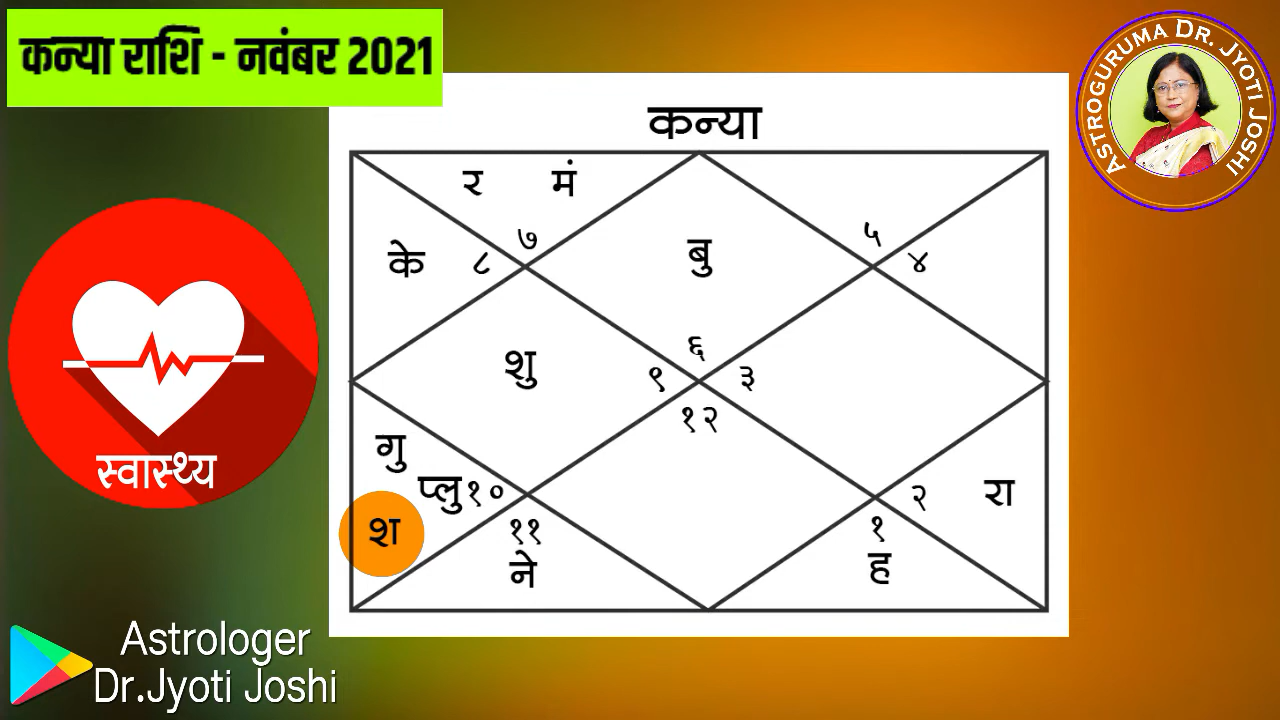 कन्या राशि - नवंबर 2021
ASTROGURUMA DR. JYOTI JOSHI
कन्या
र मं
७
के ८
बु
५
४
शु
६
९ ३
१२
गु
प्लु १०
श
११
ने
२ रा
१
ह
स्वास्थ्य
Astrologer
Dr.Jyoti Joshi